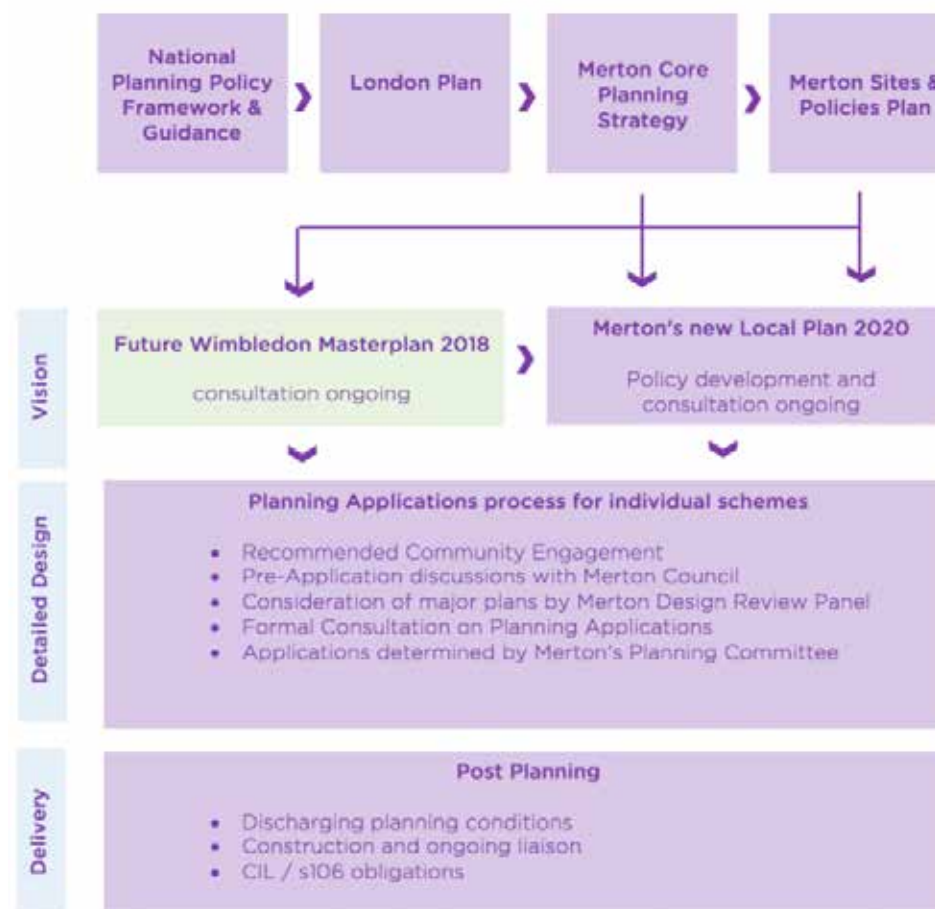 National
Planning Policy
Framework &
Guidance
London Plan
Merton Core
Planning
Strategy
Merton Sites &
Policies Plan
Vision
Future Wimbledon Masterplan 2018
consultation ongoing
Merton's new Local Plan 2020
Policy development and
consultation ongoing
Detailed Design
Planning Applications process for individual schemes
• Recommended Community Engagement
• Pre-Application discussions with Merton Council
• Consideration of major plans by Merton Design Review Panel
• Formal Consultation on Planning Applications
• Applications determined by Merton's Planning Committee
Delivery
Post Planning
• Discharging planning conditions
• Construction and ongoing liaison
• CIL / s106 obligations